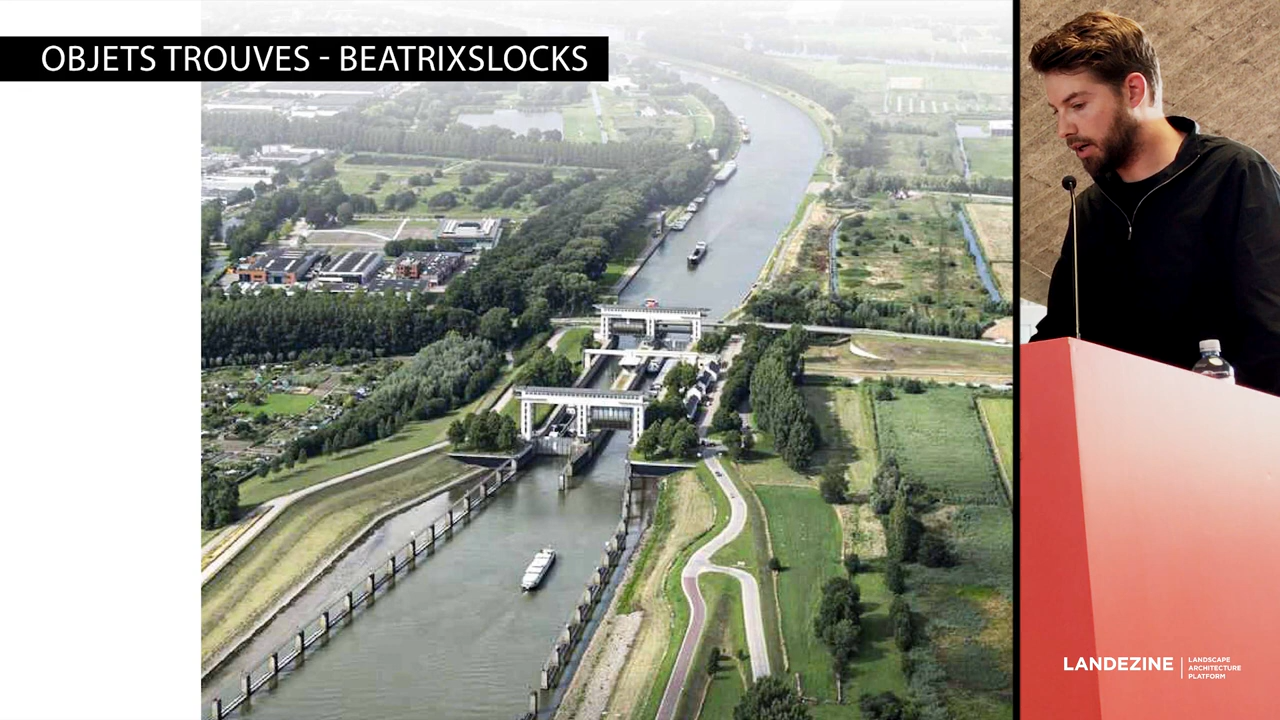 OBJETS TROUVES - BEATRIXSLOCKS
LANDEZINE
LANDSCAPE
ARCHITECTURE
PLATFORM